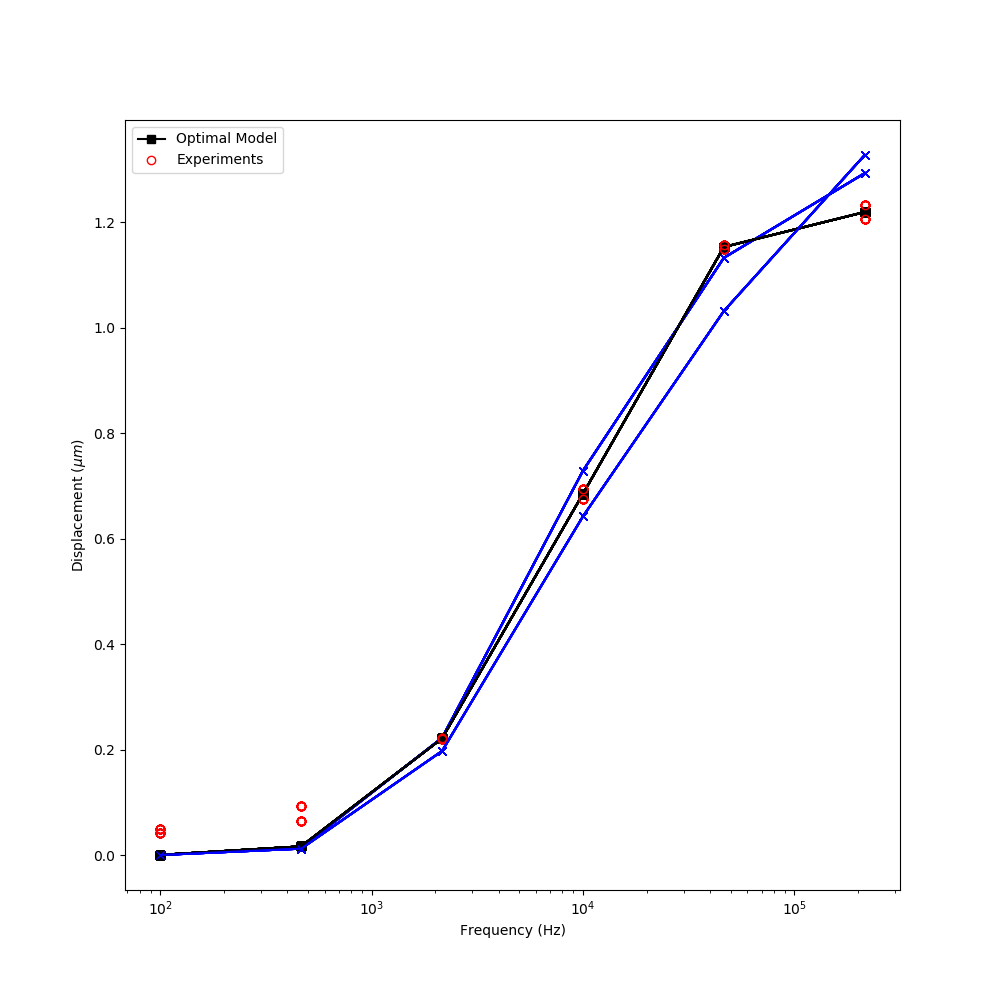 Optimal Model
Experiments
1.2
1.0
0.8
0.6
0.4
0.2
0.0
Displacement (μm)
10² 10³ 10⁴ 10⁵
Frequency (Hz)